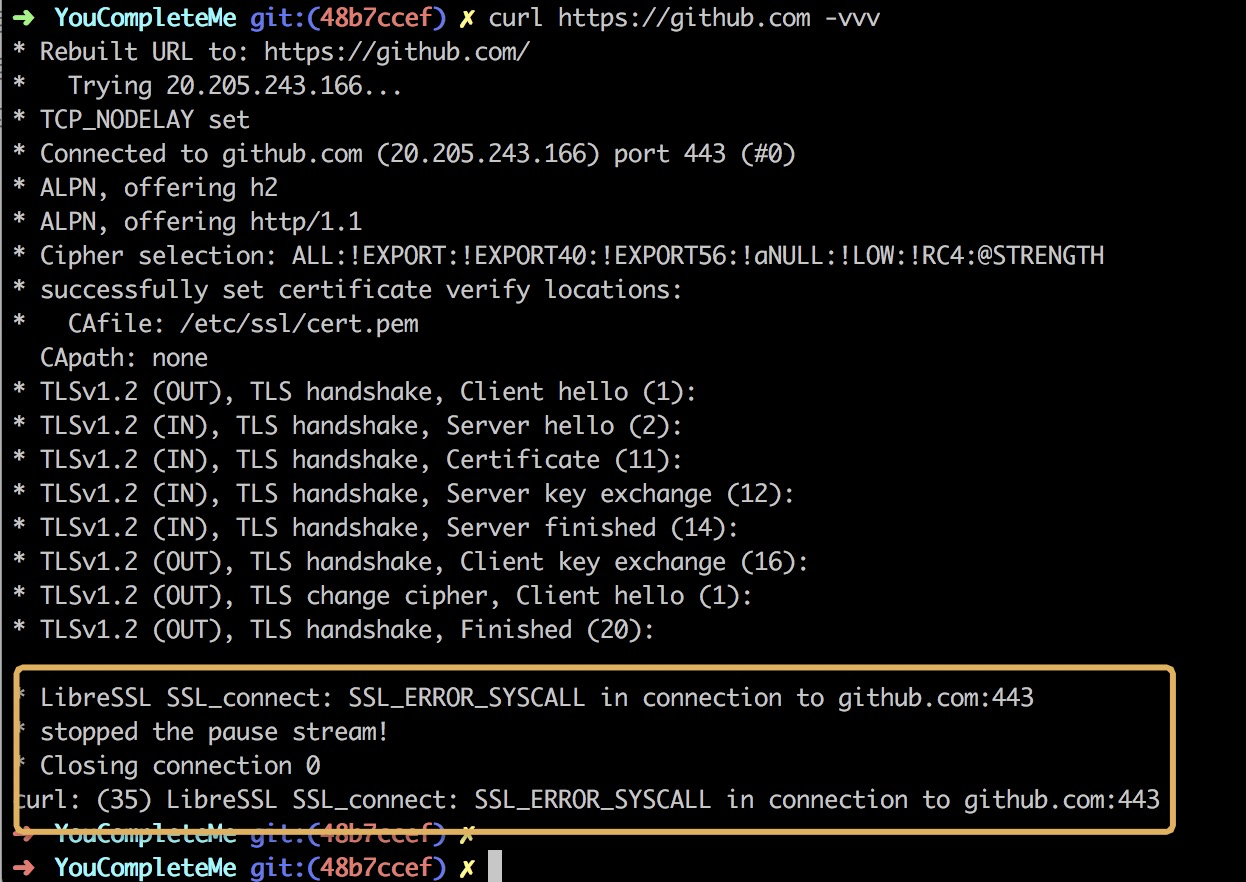 ➜ YouCompleteMe git:(48b7ccef) ✗ curl https://github.com -vvv
* Rebuilt URL to: https://github.com/
*   Trying 20.205.243.166...
* TCP_NODELAY set
* Connected to github.com (20.205.243.166) port 443 (#0)
* ALPN, offering h2
* ALPN, offering http/1.1
* Cipher selection: ALL:!EXPORT:!EXPORT40:!EXPORT56:!aNULL:!LOW:!RC4:@STRENGTH
* successfully set certificate verify locations:
*   CAfile: /etc/ssl/cert.pem
  CApath: none
* TLSv1.2 (OUT), TLS handshake, Client hello (1):
* TLSv1.2 (IN), TLS handshake, Server hello (2):
* TLSv1.2 (IN), TLS handshake, Certificate (11):
* TLSv1.2 (IN), TLS handshake, Server key exchange (12):
* TLSv1.2 (IN), TLS handshake, Server finished (14):
* TLSv1.2 (OUT), TLS handshake, Client key exchange (16):
* TLSv1.2 (OUT), TLS change cipher, Client hello (1):
* TLSv1.2 (OUT), TLS handshake, Finished (20):
* LibreSSL SSL_connect: SSL_ERROR_SYSCALL in connection to github.com:443
* stopped the pause stream!
* Closing connection 0
curl: (35) LibreSSL SSL_connect: SSL_ERROR_SYSCALL in connection to github.com:443
➜ YouCompleteMe git:(48b7ccef) ✗
➜ YouCompleteMe git:(48b7ccef) ✗